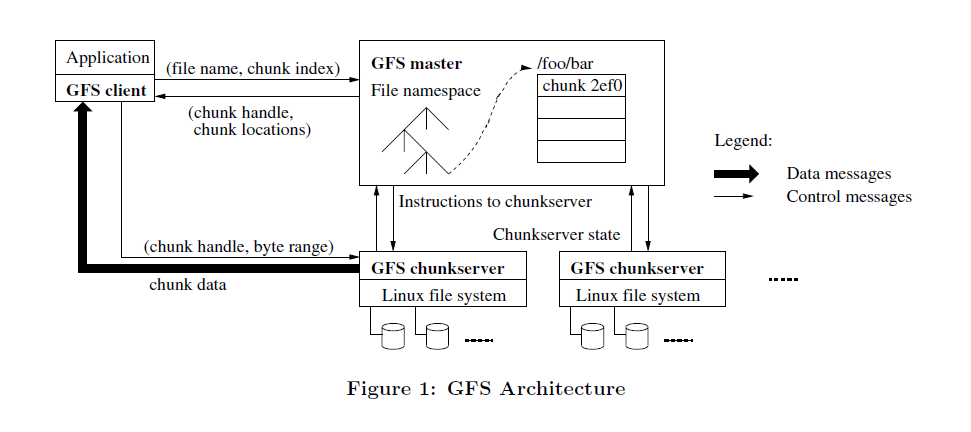 Application
GFS client
(file name, chunk index)
(chunk handle,
chunk locations)
GFS master
File namespace
/foo/bar
chunk 2ef0
Legend:
Data messages
Control messages
Instructions to chunkserver
Chunkserver state
(chunk handle, byte range)
chunk data
GFS chunkserver
Linux file system
GFS chunkserver
Linux file system
Figure 1: GFS Architecture